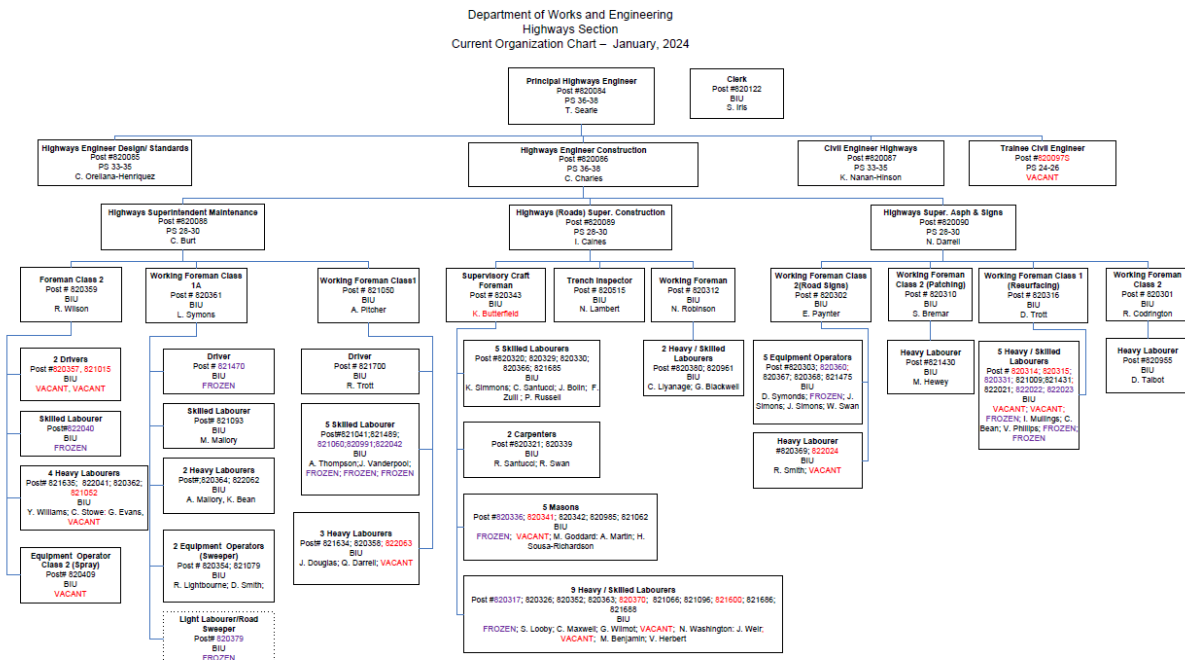 Department of Works and Engineering
Highways Section
Current Organization Chart – January, 2024
Principal Highways Engineer
Post #820084
PS 36-38
T. Searle
Clerk
Post #820122
BIU
S. Iris
Highways Engineer Design/ Standards
Post #820085
PS 33-35
C. Orellana-Henriquez
Highways Engineer Construction
Post #820086
PS 36-38
C. Charles
Civil Engineer Highways
Post #820087
PS 33-35
K. Nanan-Hinson
Trainee Civil Engineer
Post #820097S
PS 24-26
VACANT
Highways Superintendent Maintenance
Post #820088
PS 28-30
C. Burt
Highways (Roads) Super. Construction
Post #820089
PS 28-30
I. Caines
Highways Super. Asph & Signs
Post #820090
PS 28-30
N. Darrell
Foreman Class 2
Post # 820359
BIU
R. Wilson
Working Foreman Class
1A
Post # 820361
BIU
L. Symons
Working Foreman Class1
Post # 821050
BIU
A. Pitcher
Supervisory Craft
Foreman
Post #820343
BIU
K. Butterfield
Trench Inspector
Post # 820515
BIU
N. Lambert
Working Foreman
Post # 820312
BIU
N. Robinson
Working Foreman Class
2(Road Signs)
Post # 820302
BIU
E. Paynter
Working Foreman
Class 2 (Patching)
Post # 820310
BIU
S. Bremar
Working Foreman Class 1
(Resurfacing)
Post # 820316
BIU
D. Trott
Working Foreman
Class 2
Post # 820301
BIU
R. Codrington
2 Drivers
Post #820357, 821015
BIU
VACANT, VACANT
Skilled Labourer
Post#822040
BIU
FROZEN
4 Heavy Labourers
Post# 821635, 822041; 820362;
821052
BIU
Y. Williams; C. Stowe: G. Evans,
VACANT
Equipment Operator
Class 2 (Spray)
Post# 820409
BIU
VACANT
Driver
Post # 821470
BIU
FROZEN
Skilled Labourer
Post# 821093
BIU
M. Mallory
2 Heavy Labourers
Post#;820364; 822062
BIU
A. Mallory, K. Bean
2 Equipment Operators
(Sweeper)
Post # 820354; 821079
BIU
R. Lightbourne; D. Smith;
Light Labourer/Road
Sweeper
Post# 820379
BIU
FROZEN
Driver
Post # 821700
BIU
R. Trott
5 Skilled Labourer
Post#821041;821489;
821060;820991;822042
BIU
A. Thompson;J. Vanderpool;
FROZEN; FROZEN; FROZEN
3 Heavy Labourers
Post# 821634; 820358; 822063
BIU
J. Douglas; Q. Darrell; VACANT
5 Skilled Labourers
Post #820320; 820329; 820330;
820366; 821685
BIU
K. Simmons; C. Santucci; J. Bolin; F.
Zuill ; P. Russell
2 Carpenters
Post #820321; 820339
BIU
R. Santucci; R. Swan
5 Masons
Post #820336; 820341; 820342; 820985; 821062
BIU
FROZEN; VACANT; M. Goddard: A. Martin; H.
Sousa-Richardson
9 Heavy / Skilled Labourers
Post #820317; 820326; 820352; 820363; 820370; 821066; 821096; 821600; 821686;
821688
BIU
FROZEN; S. Looby; C. Maxwell; G. Wilmot; VACANT; N. Washington: J. Weir;
VACANT; M. Benjamin; V. Herbert
2 Heavy / Skilled
Labourers
Post #820380; 820961
BIU
C. Liyanage; G. Blackwell
5 Equipment Operators
Post #820303; 820360;
820367; 820368; 821475
BIU
D. Symonds; FROZEN; J.
Simons; J. Simons; W. Swan
Heavy Labourer
#820369; 822024
BIU
R. Smith; VACANT
Heavy Labourer
Post #821430
BIU
M. Hewey
5 Heavy / Skilled
Labourers
Post # 820314; 820315;
820331; 821009;821431;
822021; 822022; 822023
BIU
VACANT; VACANT;
FROZEN; I. Mullings; C.
Bean; V. Phillips; FROZEN;
FROZEN
Heavy Labourer
Post #820955
BIU
D. Talbot